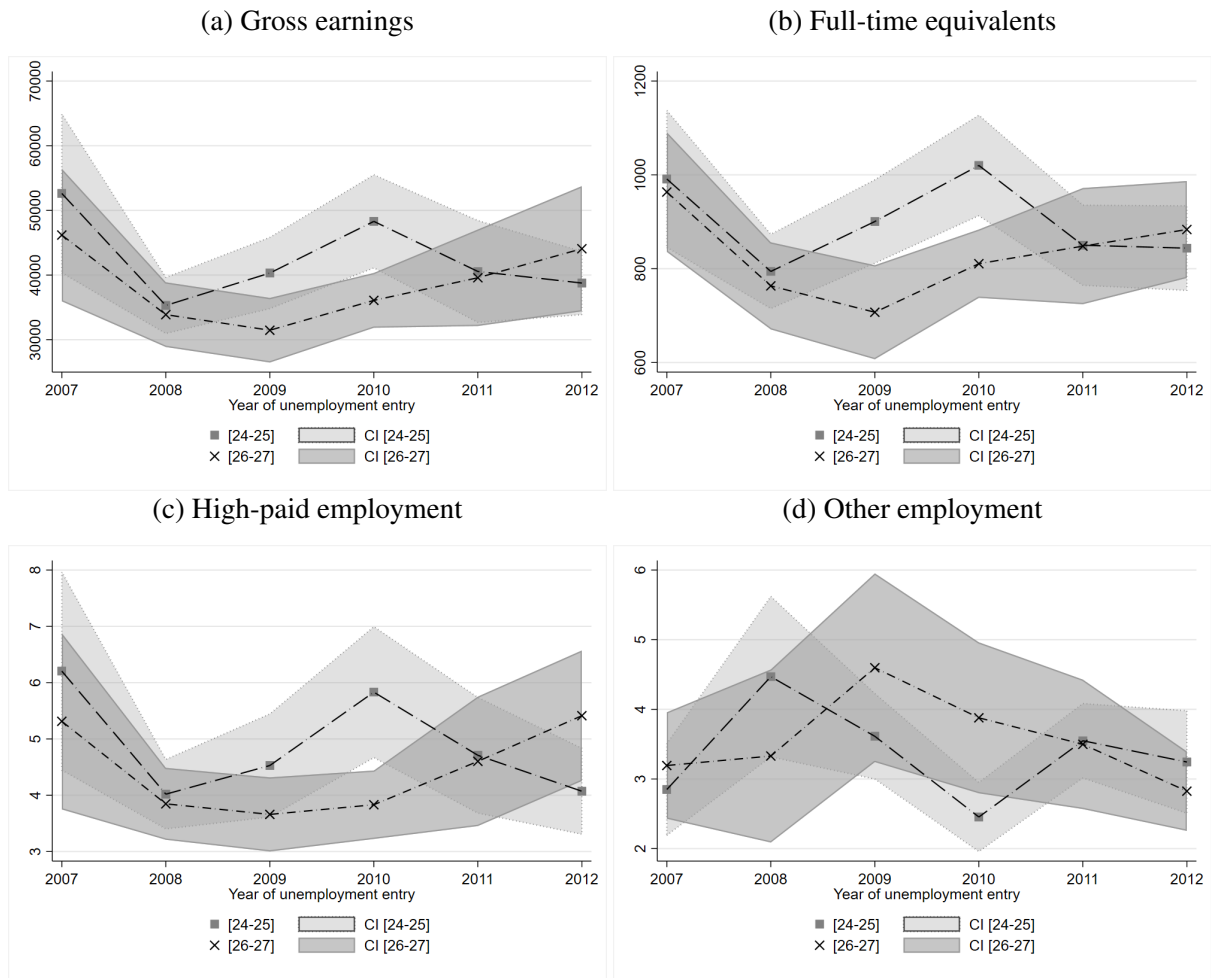 (a) Gross earnings
70000
60000
50000
40000
30000
2007 2008 2009 2010 2011 2012
Year of unemployment entry
[24-25] CI [24-25]
[26-27] CI [26-27]
(b) Full-time equivalents
1200
1000
800
600
2007 2008 2009 2010 2011 2012
Year of unemployment entry
[24-25] CI [24-25]
[26-27] CI [26-27]
(c) High-paid employment
8
7
6
5
4
3
2007 2008 2009 2010 2011 2012
Year of unemployment entry
[24-25] CI [24-25]
[26-27] CI [26-27]
(d) Other employment
6
5
4
3
2
2007 2008 2009 2010 2011 2012
Year of unemployment entry
[24-25] CI [24-25]
[26-27] CI [26-27]